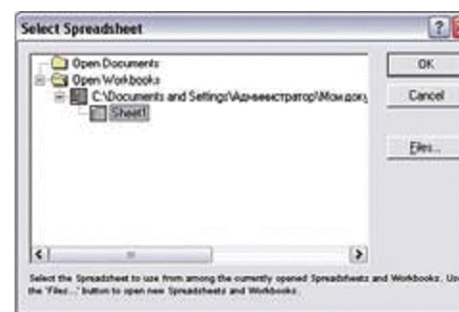 Select Spreadsheet
Open Documents
Open Workbooks
C:\Documents and Settings\Администратор\Мои доку
Sheet1
OK
Cancel
Files...
Select the Spreadsheet to use from among the currently opened Spreadsheets and Workbooks. Use
the 'Files...' button to open new Spreadsheets and Workbooks.